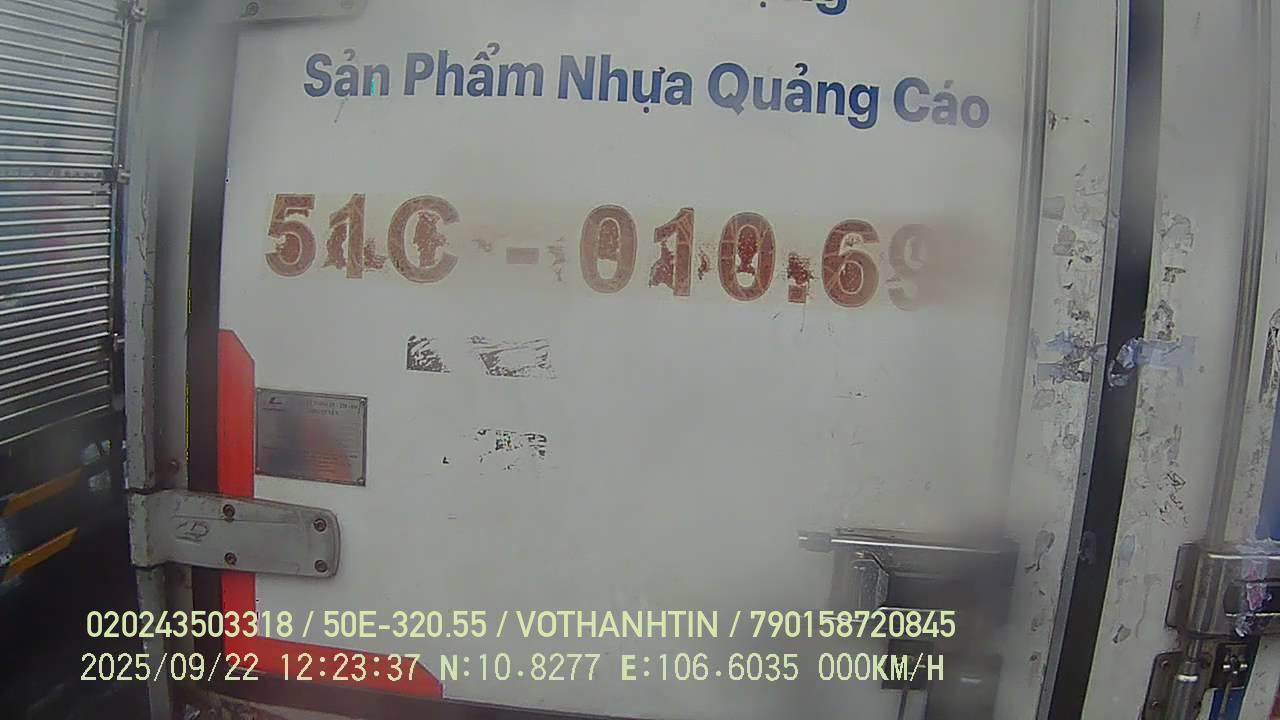 Sản Phẩm Nhựa Quảng Cáo
51C - 010.69
020243503318 / 50E-320.55 / VOTHANHTIN / 790158720845
2025/09/22 12:23:37 N:10.8277 E:106.6035 000KM/H